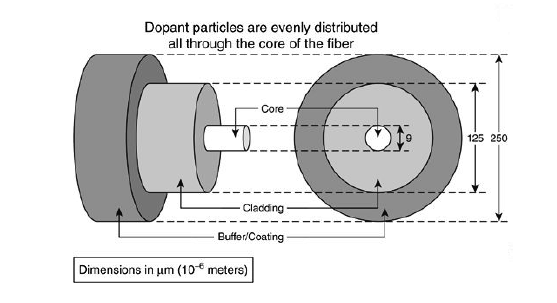 Dopant particles are evenly distributed
all through the core of the fiber
Core
9
125
250
Cladding
Buffer/Coating
Dimensions in μm (10⁻⁶ meters)